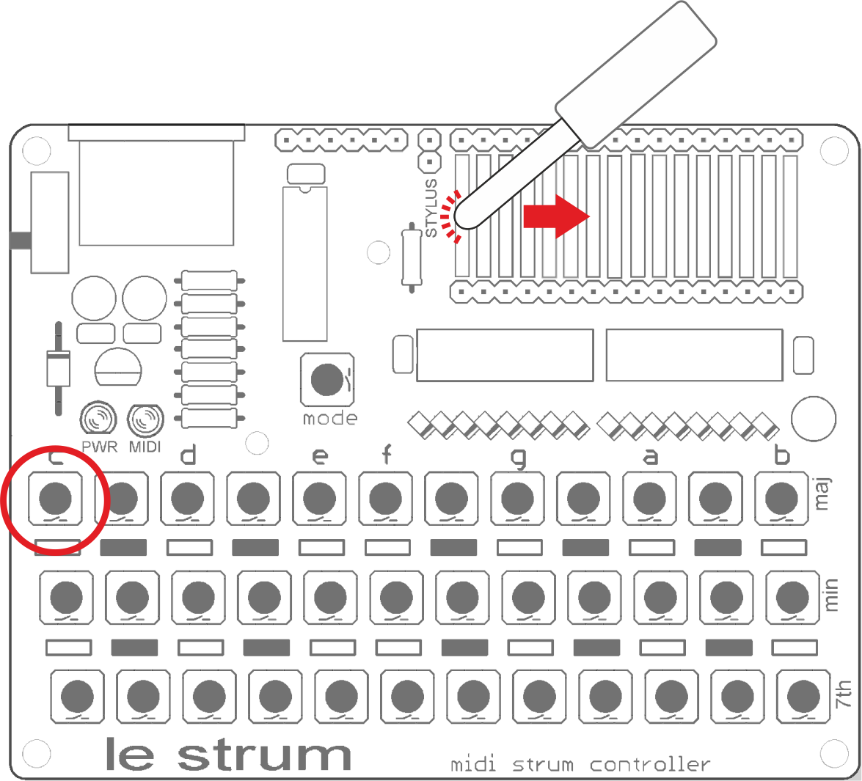 STYLUS
mode
PWR MIDI
c d e f g a b
maj
min
7th
le strum midi strum controller